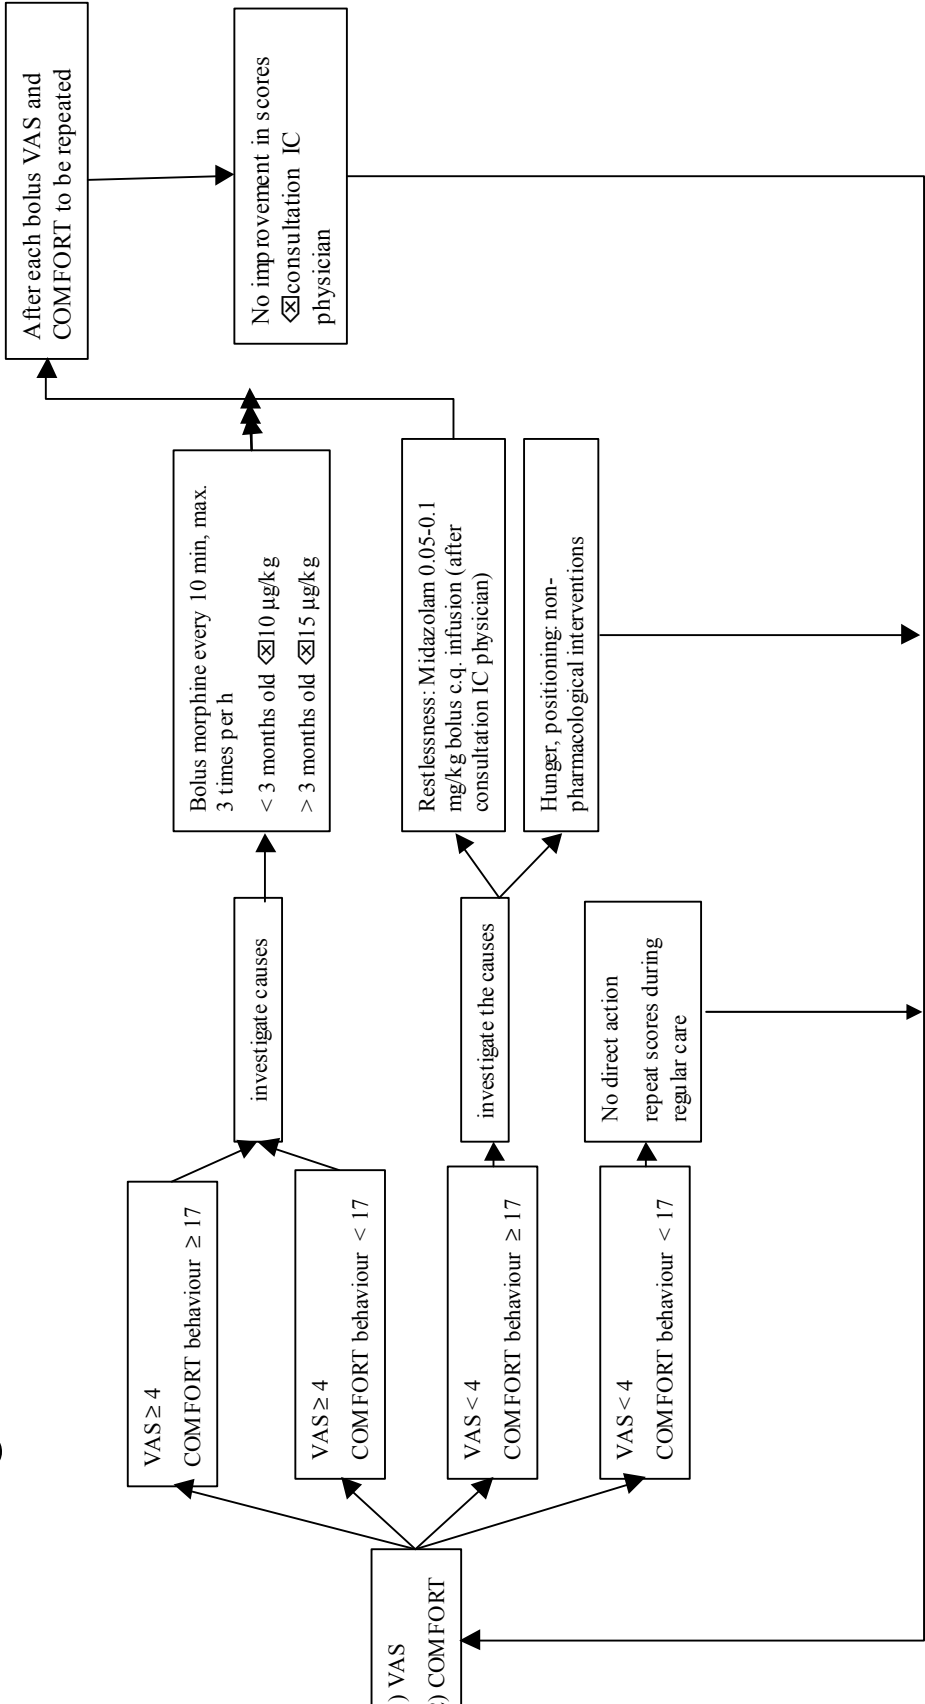 ) VAS
) COMFORT
VAS ≥ 4
COMFORT behaviour ≥ 17
VAS ≥ 4
COMFORT behaviour < 17
VAS < 4
COMFORT behaviour ≥ 17
VAS < 4
COMFORT behaviour < 17
investigate causes
investigate the causes
No direct action
repeat scores during
regular care
Bolus morphine every 10 min, max.
3 times per h
< 3 months old ⌫10 μg/kg
> 3 months old ⌫15 μg/kg
Restlessness: Midazolam 0.05-0.1
mg/kg bolus c.q. infusion (after
consultation IC physician)
Hunger, positioning: non-
pharmacological interventions
After each bolus VAS and
COMFORT to be repeated
No improvement in scores
⌫consultation IC
physician